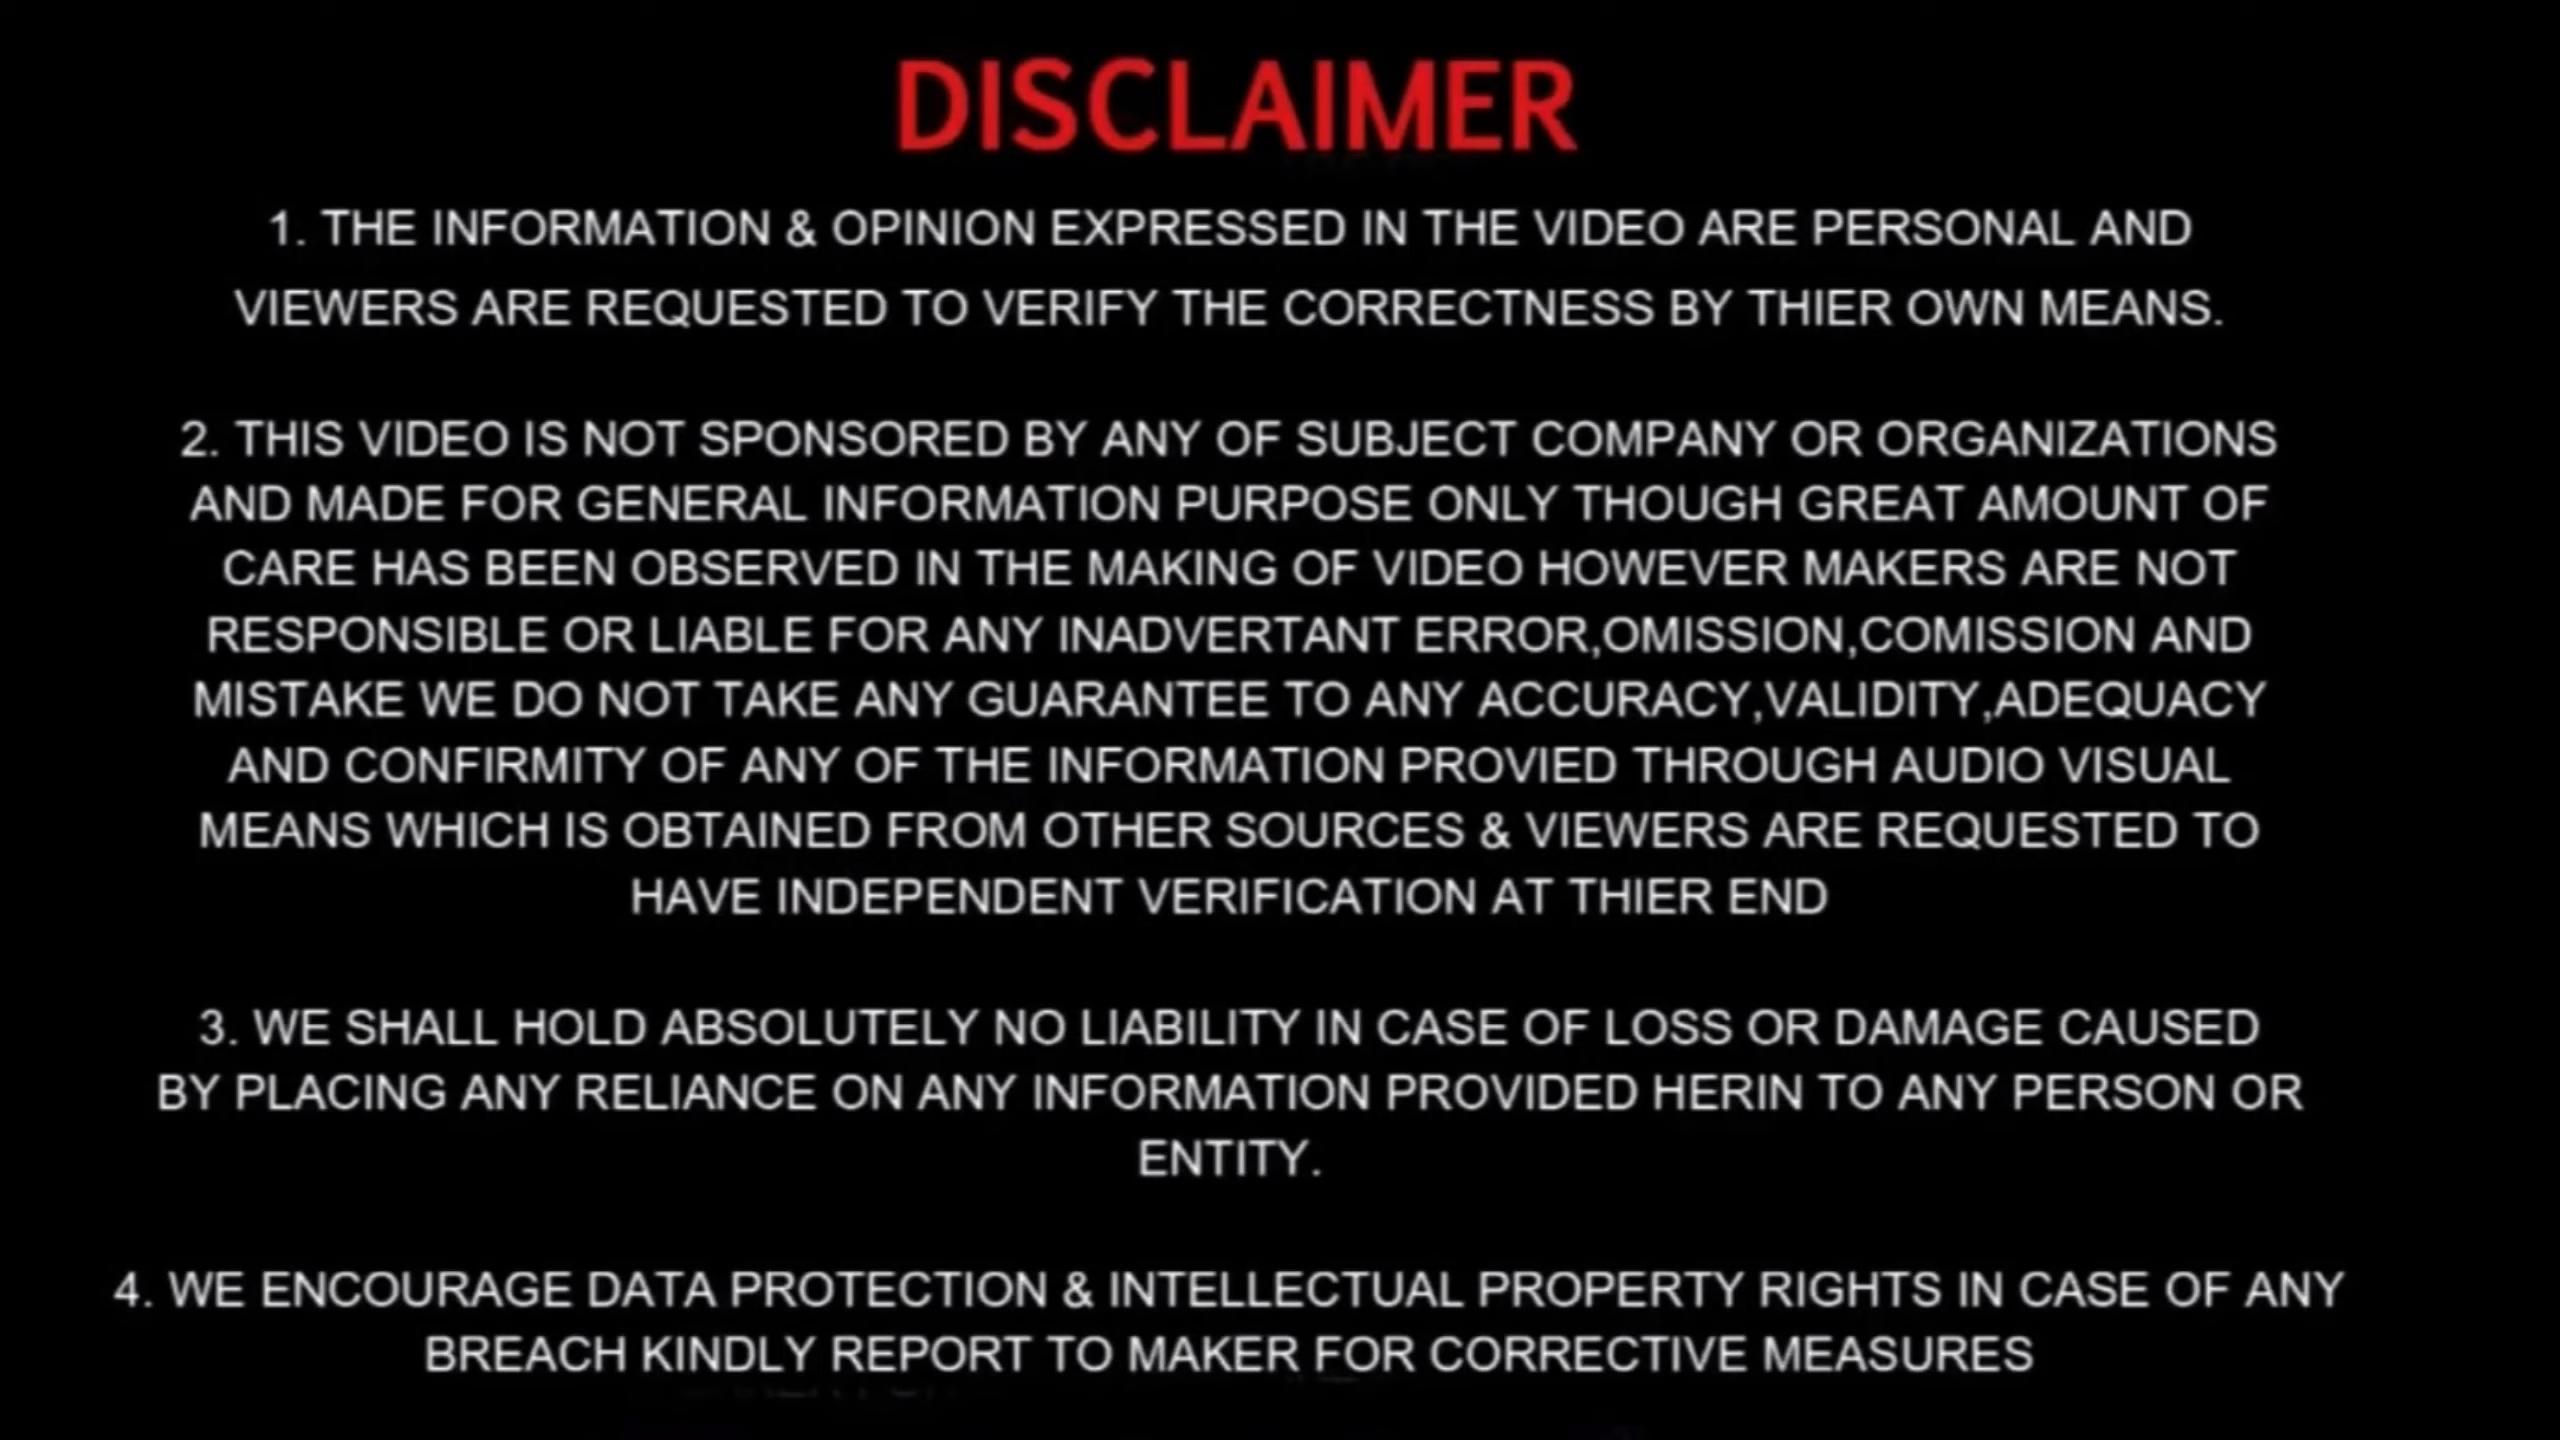 DISCLAIMER
1. THE INFORMATION & OPINION EXPRESSED IN THE VIDEO ARE PERSONAL AND
VIEWERS ARE REQUESTED TO VERIFY THE CORRECTNESS BY THIER OWN MEANS.
2. THIS VIDEO IS NOT SPONSORED BY ANY OF SUBJECT COMPANY OR ORGANIZATIONS
AND MADE FOR GENERAL INFORMATION PURPOSE ONLY THOUGH GREAT AMOUNT OF
CARE HAS BEEN OBSERVED IN THE MAKING OF VIDEO HOWEVER MAKERS ARE NOT
RESPONSIBLE OR LIABLE FOR ANY INADVERTANT ERROR,OMISSION,COMISSION AND
MISTAKE WE DO NOT TAKE ANY GUARANTEE TO ANY ACCURACY,VALIDITY,ADEQUACY
AND CONFIRMITY OF ANY OF THE INFORMATION PROVIED THROUGH AUDIO VISUAL
MEANS WHICH IS OBTAINED FROM OTHER SOURCES & VIEWERS ARE REQUESTED TO
HAVE INDEPENDENT VERIFICATION AT THIER END
3. WE SHALL HOLD ABSOLUTELY NO LIABILITY IN CASE OF LOSS OR DAMAGE CAUSED
BY PLACING ANY RELIANCE ON ANY INFORMATION PROVIDED HERIN TO ANY PERSON OR
ENTITY.
4. WE ENCOURAGE DATA PROTECTION & INTELLECTUAL PROPERTY RIGHTS IN CASE OF ANY
BREACH KINDLY REPORT TO MAKER FOR CORRECTIVE MEASURES